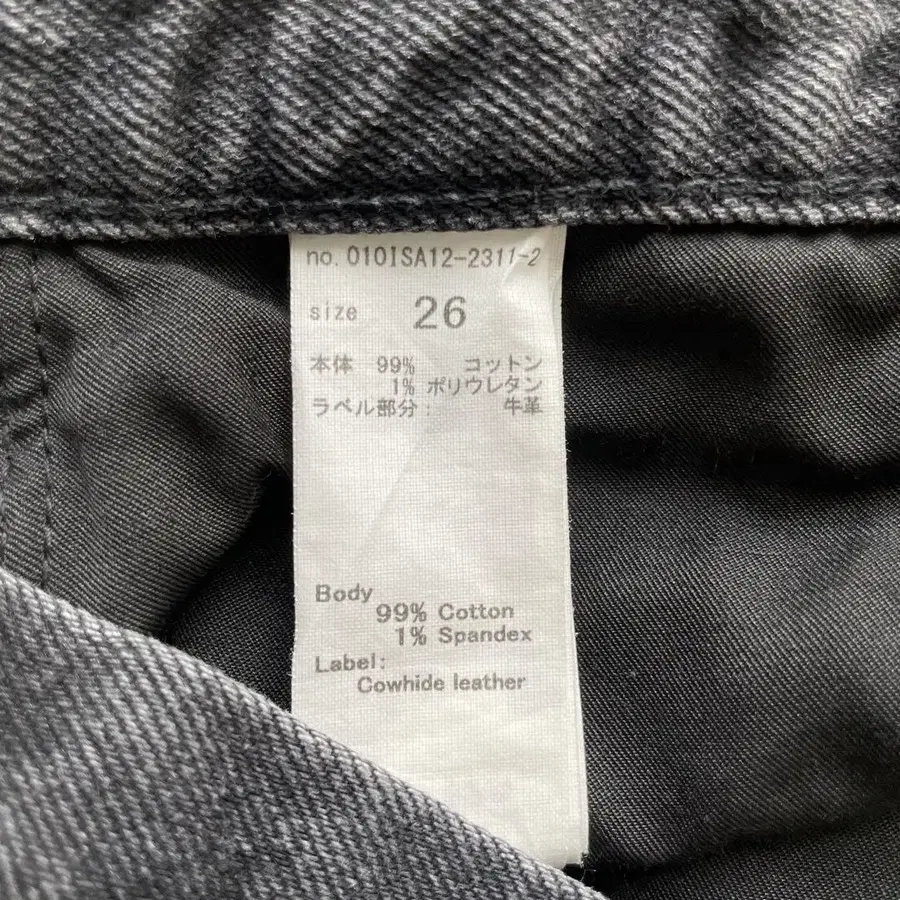 no. 010ISA12-2311-2
size 26
本体 99% コットン
1% ポリウレタン
ラベル部分: 牛革
Body
99% Cotton
1% Spandex
Label:
Cowhide leather